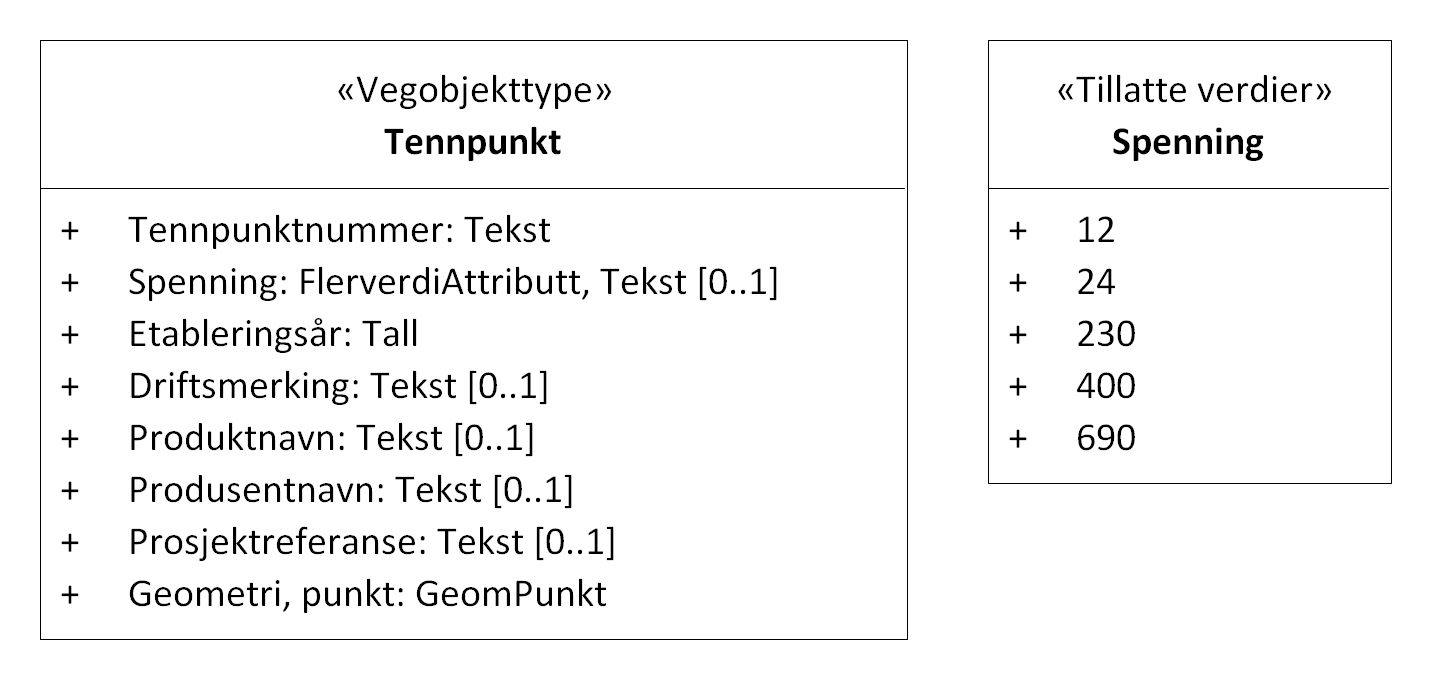 «Vegobjekttype»
Tennpunkt
+ Tennpunktnummer: Tekst
+ Spenning: FlerverdiAttributt, Tekst [0..1]
+ Etableringsår: Tall
+ Driftsmerking: Tekst [0..1]
+ Produktnavn: Tekst [0..1]
+ Produsentnavn: Tekst [0..1]
+ Prosjektreferanse: Tekst [0..1]
+ Geometri, punkt: GeomPunkt
«Tillatte verdier»
Spenning
+ 12
+ 24
+ 230
+ 400
+ 690